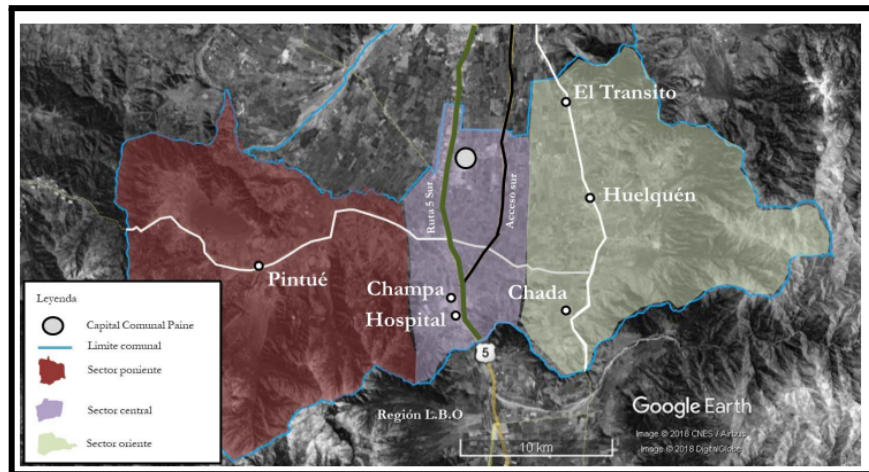 El Transito
Ruta 5 Sur
Acceso sur
Huelquén
Pintué
Champa
Chada
Hospital
5
Leyenda
Capital Comunal Paine
Limite comunal
Sector poniente
Sector central
Sector oriente
Región L.B.O
Google Earth
Image © 2018 CNES / Airbus
Image © 2018 DigitalGlobe
10 km